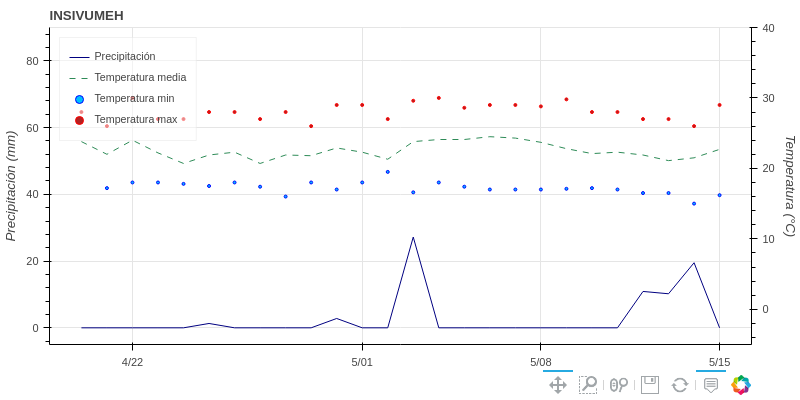 INSIVUMEH
Precipitación
Temperatura media
Temperatura min
Temperatura max
Precipitación (mm)
80
60
40
20
0
Temperatura (°C)
40
30
20
10
0
4/22
5/01
5/08
5/15